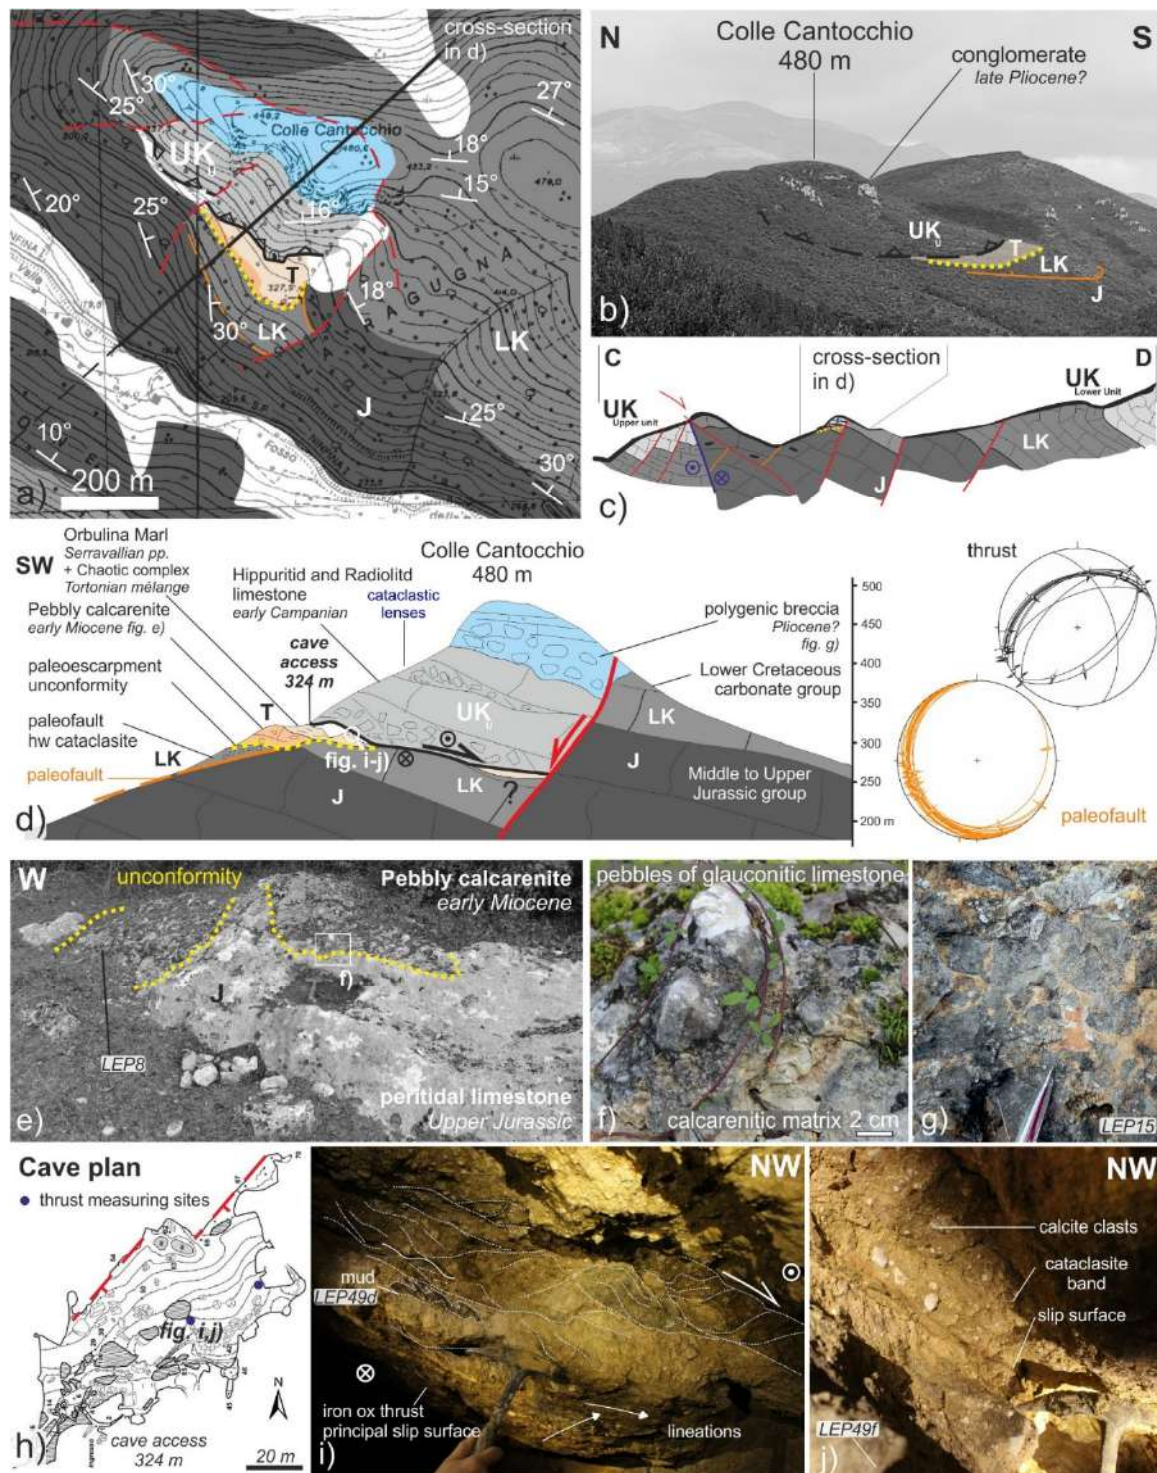 cross-section
in d)
30°
25°
27°
Colle Cantocchio
UK
U
18°
15°
20°
25°
16°
T
327,5
18°
30°
LK
LK
RAGUGNA
J
25°
10°
30°
Fosso
200 m
a)
N
Colle Cantocchio
480 m
S
conglomerate
late Pliocene?
UK
U
T
LK
J
b)
C
cross-section
in d)
D
UK
Upper unit
UK
Lower Unit
LK
J
c)
Orbulina Marl
SW
Serravallian pp.
+ Chaotic complex
Tortonian mélange
Pebbly calcarenite
early Miocene fig. e)
paleoescarpment
unconformity
paleofault
hw cataclasite
paleofault
Hippuritid and Radiolitd
limestone
early Campanian
cataclastic
lenses
cave
access
324 m
Colle Cantocchio
480 m
polygenic breccia
Pliocene?
fig. g)
Lower Cretaceous
carbonate group
T
UK
U
LK
LK
J
fig. i-j)
J
LK
?
Middle to Upper
Jurassic group
500
450
400
350
300
250
200 m
d)
thrust
paleofault
W
unconformity
Pebbly calcarenite
early Miocene
J
f)
LEP8
peritidal limestone
Upper Jurassic
e)
pebbles of glauconitic limestone
f)
calcarenitic matrix 2 cm
g)
LEP15
Cave plan
thrust measuring sites
fig. i,j)
N
cave access
324 m
20 m
h)
NW
mud
LEP49d
iron ox thrust
principal slip surface
lineations
i)
NW
calcite clasts
cataclasite
band
slip surface
LEP49f
j)